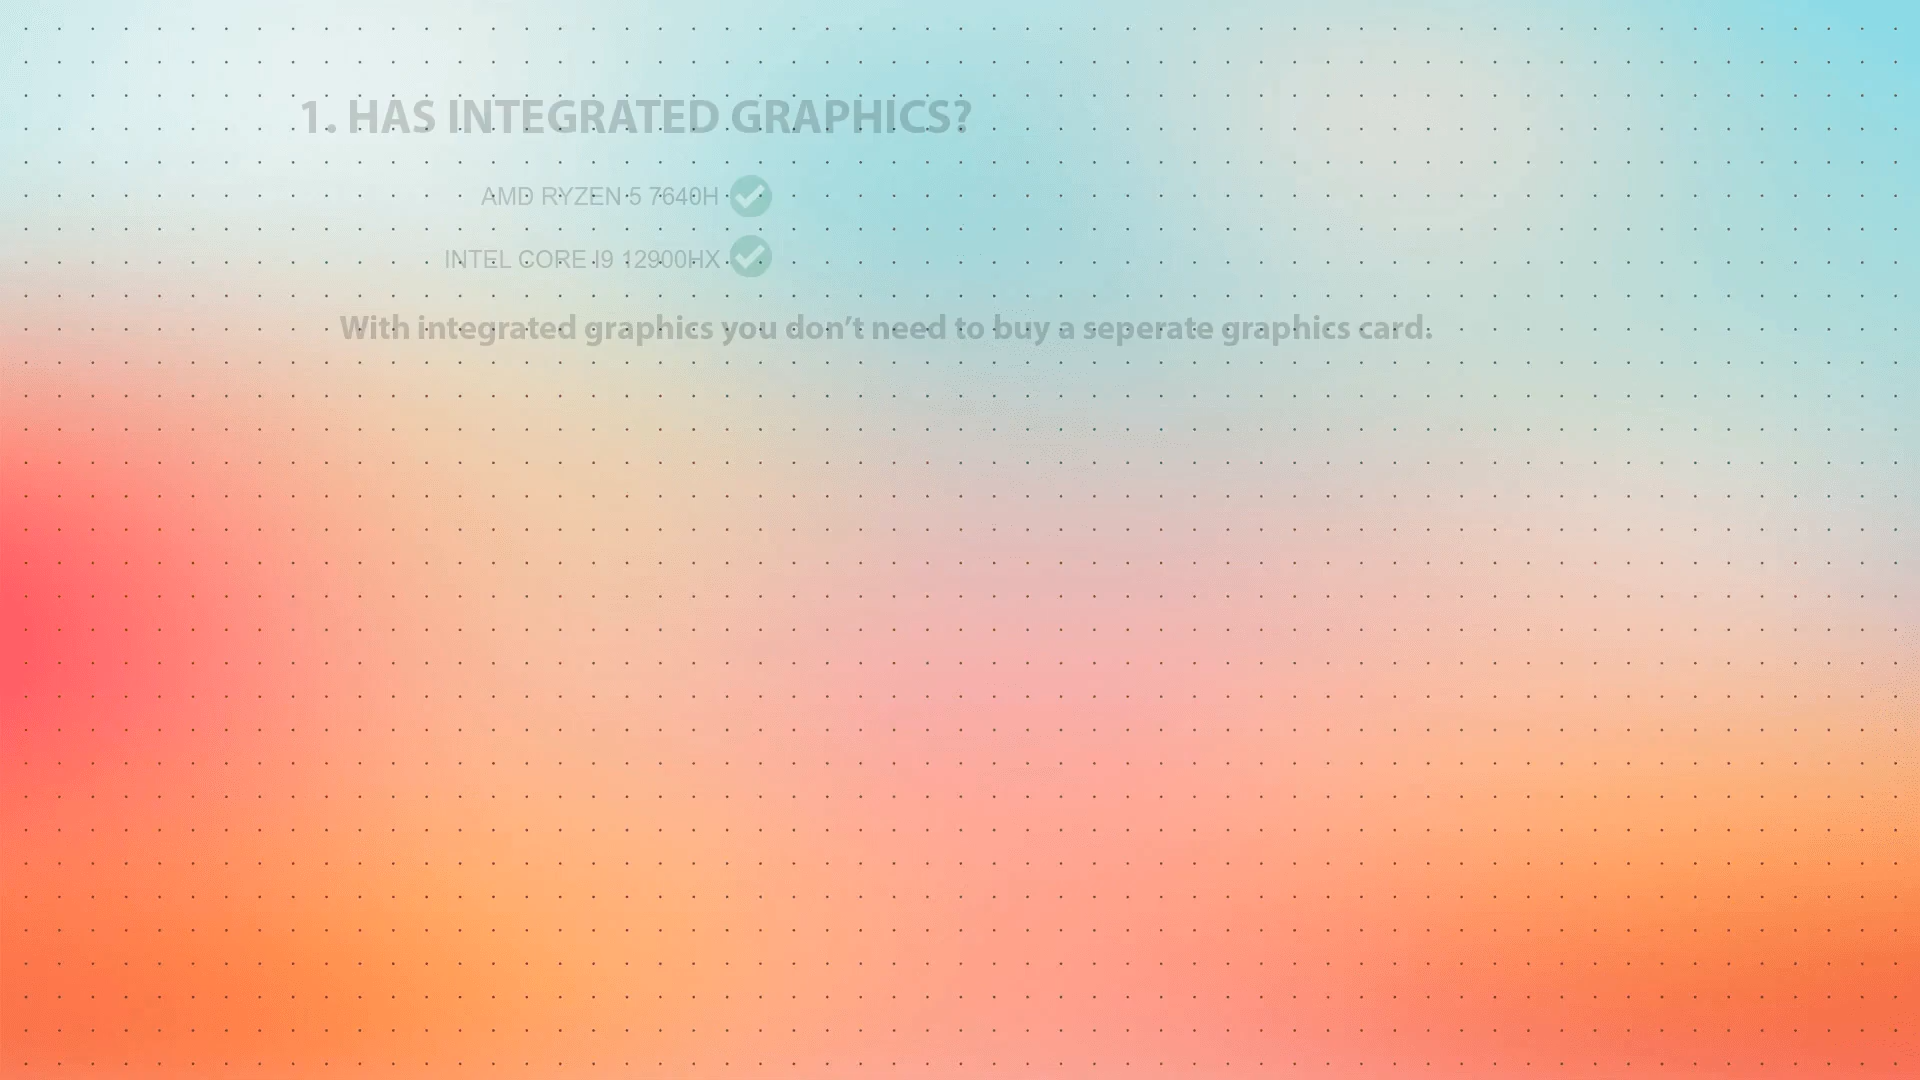 1. HAS INTEGRATED GRAPHICS?
AMD RYZEN 5 7640H
INTEL CORE I9 12900HX
With integrated graphics you don’t need to buy a seperate graphics card.